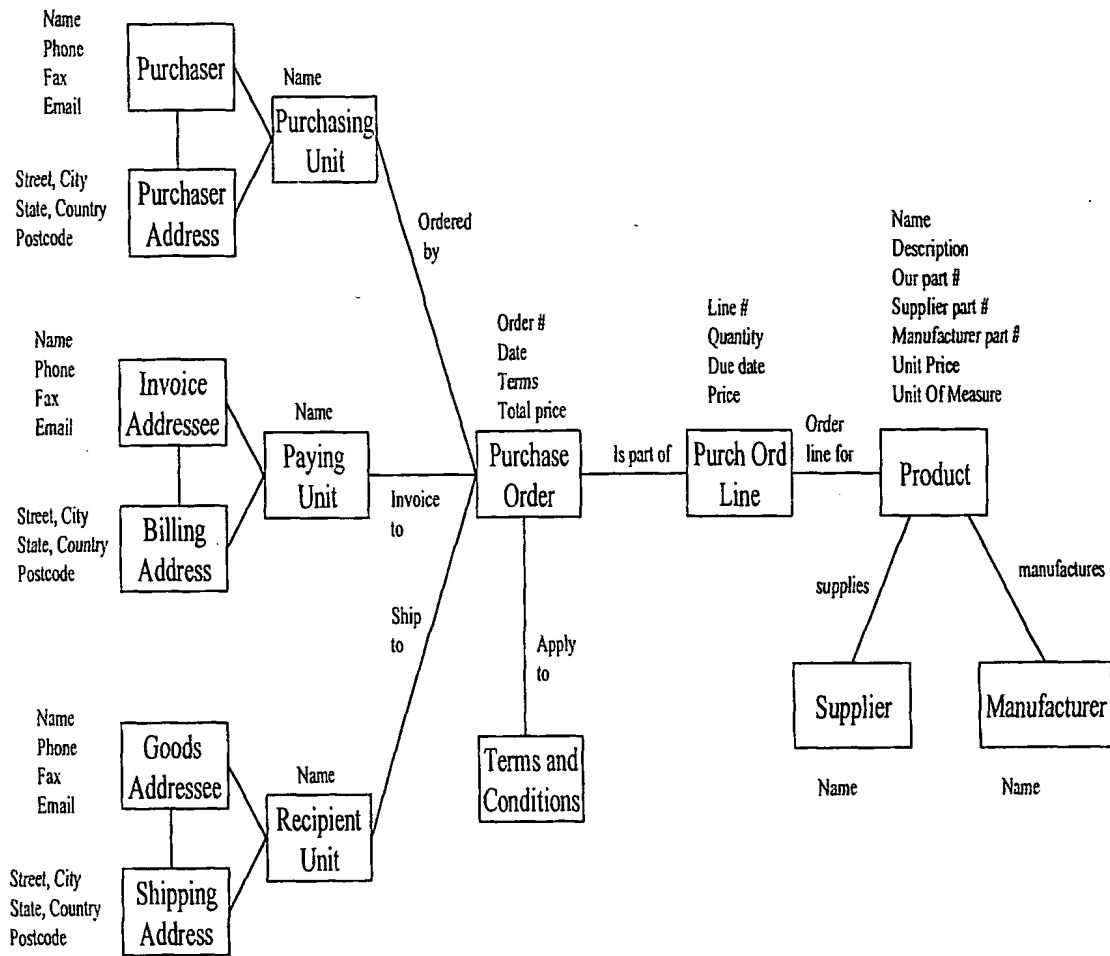 Name
Phone
Fax
Email
Purchaser
Name
Purchasing
Unit
Street, City
State, Country
Postcode
Purchaser
Address
Ordered
by
Name
Phone
Fax
Email
Invoice
Addressee
Name
Paying
Unit
Street, City
State, Country
Postcode
Billing
Address
Invoice
to
Order #
Date
Terms
Total price
Purchase
Order
Is part of
Line #
Quantity
Due date
Price
Purch Ord
Line
Order
line for
Name
Description
Our part #
Supplier part #
Manufacturer part #
Unit Price
Unit Of Measure
Product
supplies
manufactures
Supplier
Name
Manufacturer
Name
Ship
to
Apply
to
Terms and
Conditions
Name
Phone
Fax
Email
Goods
Addressee
Name
Recipient
Unit
Street, City
State, Country
Postcode
Shipping
Address